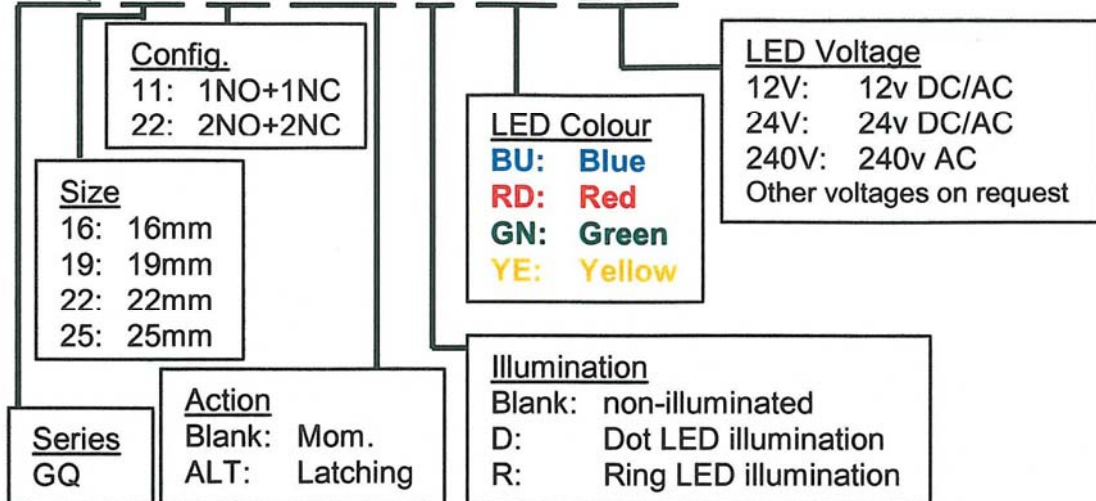 Config.
11: 1NO+1NC
22: 2NO+2NC
LED Voltage
12V: 12v DC/AC
24V: 24v DC/AC
240V: 240v AC
Other voltages on request
LED Colour
BU: Blue
RD: Red
GN: Green
YE: Yellow
Size
16: 16mm
19: 19mm
22: 22mm
25: 25mm
Illumination
Blank: non-illuminated
D: Dot LED illumination
R: Ring LED illumination
Action
Blank: Mom.
ALT: Latching
Series
GQ